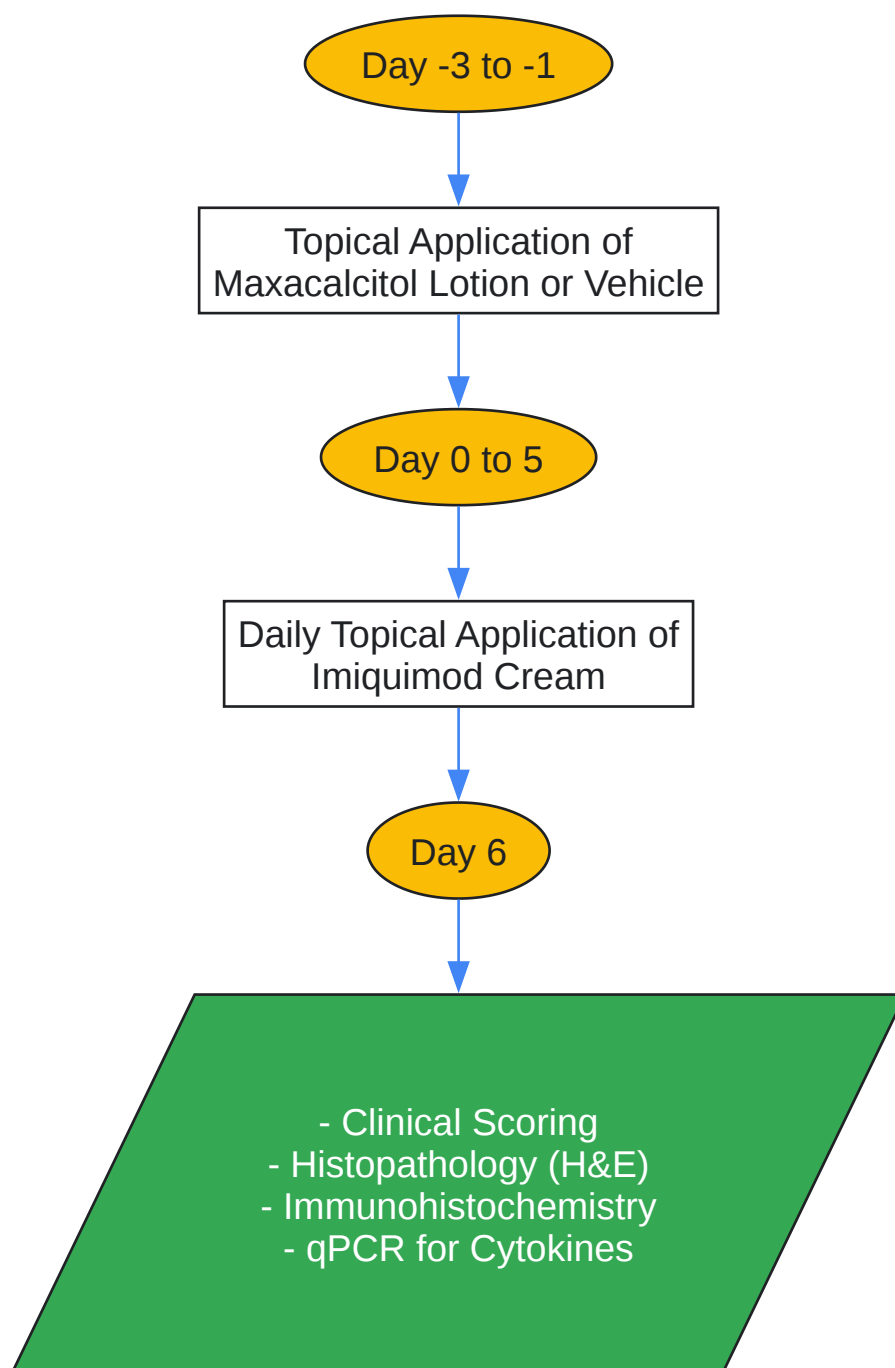 Day -3 to -1
Topical Application of
Maxacalcitol Lotion or Vehicle
Day 0 to 5
Daily Topical Application of
Imiquimod Cream
Day 6
- Clinical Scoring
- Histopathology (H&E)
- Immunohistochemistry
- qPCR for Cytokines